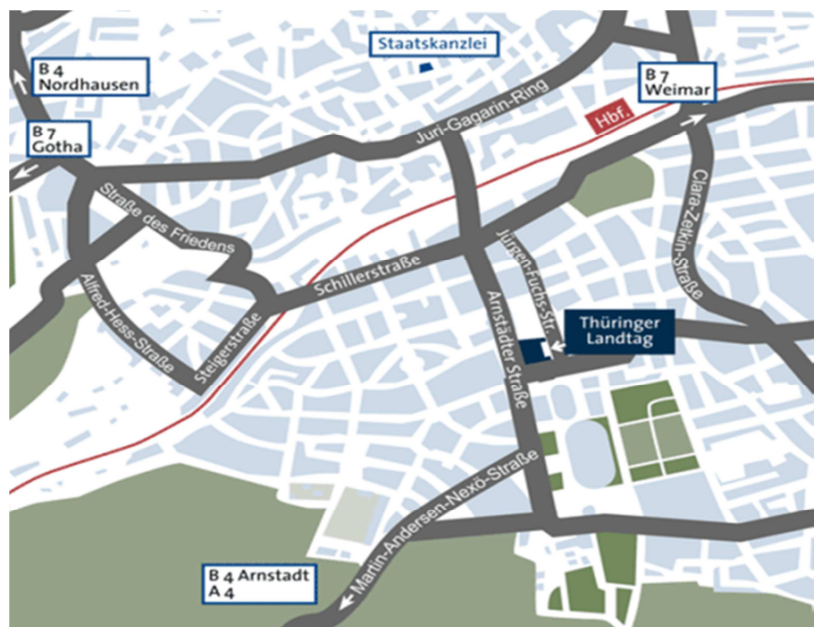 Staatskanzlei
B 4
Nordhausen
B 7
Weimar
Hbf.
B 7
Gotha
Juri-Gagarin-Ring
Straße des Friedens
Clara-Zetkin-Straße
Jürgen-Fuchs-Str.
Schillerstraße
Alfred-Hess-Straße
Steigerstraße
Arnstädter Straße
Thüringer
Landtag
Martin-Andersen-Nexö-Straße
B 4 Arnstadt
A 4